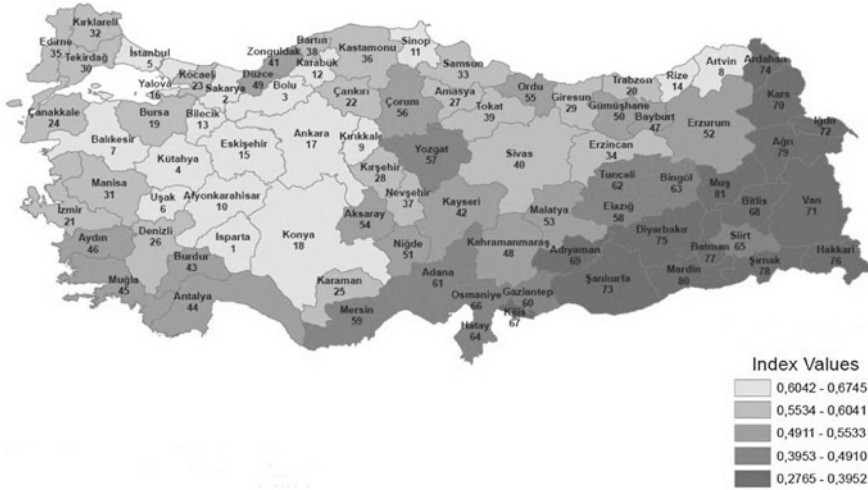 Kırklareli
32
Edirne
35
Tekirdağ
30
İstanbul
5
Kocaeli
23
Yalova
16
Sakarya
2
Düzce
49
Zonguldak
41
Bartın
38
Karabük
12
Bolu
3
Kastamonu
36
Sinop
11
Samsun
33
Çankırı
22
Çorum
56
Amasya
27
Tokat
39
Ordu
55
Giresun
29
Trabzon
20
Gümüşhane
50
Rize
14
Bayburt
47
Artvin
8
Ardahan
74
Kars
70
Iğdır
72
Erzurum
52
Ağrı
79
Çanakkale
24
Bursa
19
Bilecik
13
Balıkesir
7
Kütahya
4
Eskişehir
15
Ankara
17
Kırıkkale
9
Kırşehir
28
Yozgat
57
Sivas
40
Erzincan
34
Tunceli
62
Bingöl
63
Muş
81
Bitlis
68
Van
71
Manisa
31
Uşak
6
Afyonkarahisar
10
İzmir
21
Aydın
46
Denizli
26
Isparta
1
Burdur
43
Muğla
45
Antalya
44
Konya
18
Aksaray
54
Nevşehir
37
Kayseri
42
Niğde
51
Karaman
25
Mersin
59
Adana
61
Kahramanmaraş
48
Malatya
53
Elazığ
58
Diyarbakır
75
Adıyaman
69
Batman
77
Siirt
65
Şırnak
78
Hakkari
76
Mardin
80
Şanlıurfa
73
Gaziantep
60
Kilis
67
Osmaniye
66
Hatay
64
Index Values
0,6042 - 0,6745
0,5534 - 0,6041
0,4911 - 0,5533
0,3953 - 0,4910
0,2765 - 0,3952